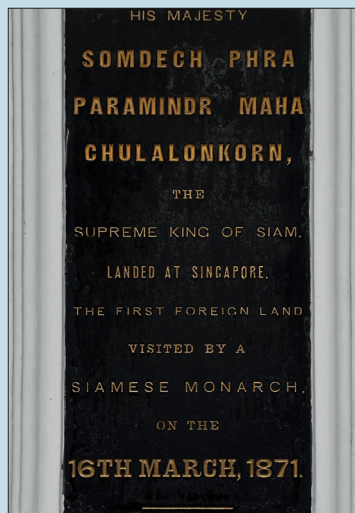 HIS MAJESTY
SOMDECH PHRA
PARAMINDR MAHA
CHULALONKORN,
THE
SUPREME KING OF SIAM,
LANDED AT SINGAPORE,
THE FIRST FOREIGN LAND
VISITED BY A
SIAMESE MONARCH,
ON THE
16TH MARCH, 1871.